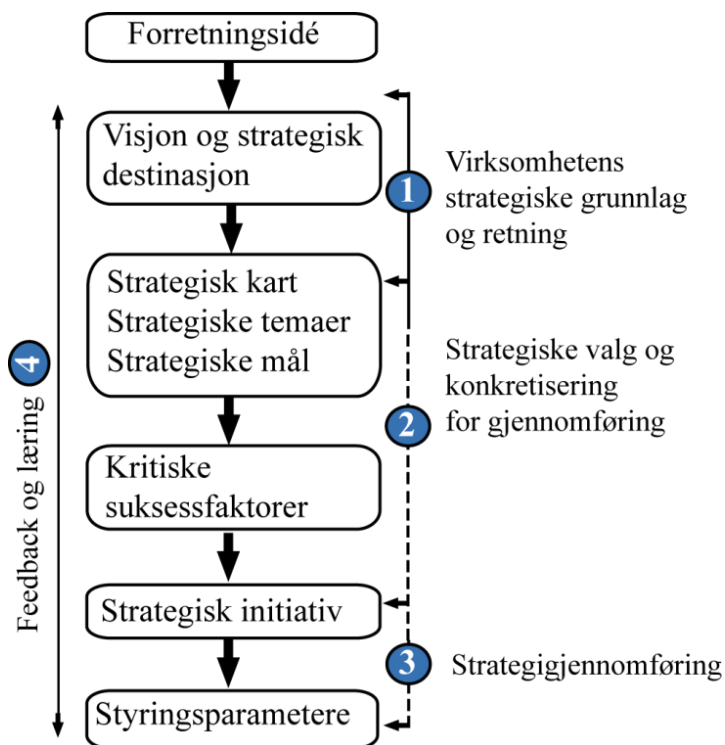 Forretningsidé
Visjon og strategisk
destinasjon
1
Virksomhetens
strategiske grunnlag
og retning
Strategisk kart
Strategiske temaer
Strategiske mål
Strategiske valg og
konkretisering
for gjennomføring
2
4
Feedback og læring
Kritiske
suksessfaktorer
Strategisk initiativ
3
Strategigjennomføring
Styringsparametere